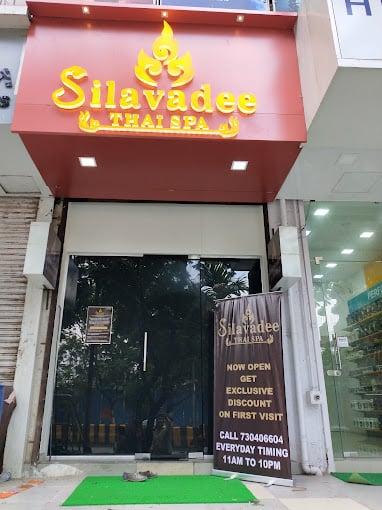 H
Silavadee
THAI SPA
PERF
Silavadee
THAI SPA
NOW OPEN
GET
EXCLUSIVE
DISCOUNT
ON FIRST VISIT
CALL 730406604
EVERYDAY TIMING
11AM TO 10PM